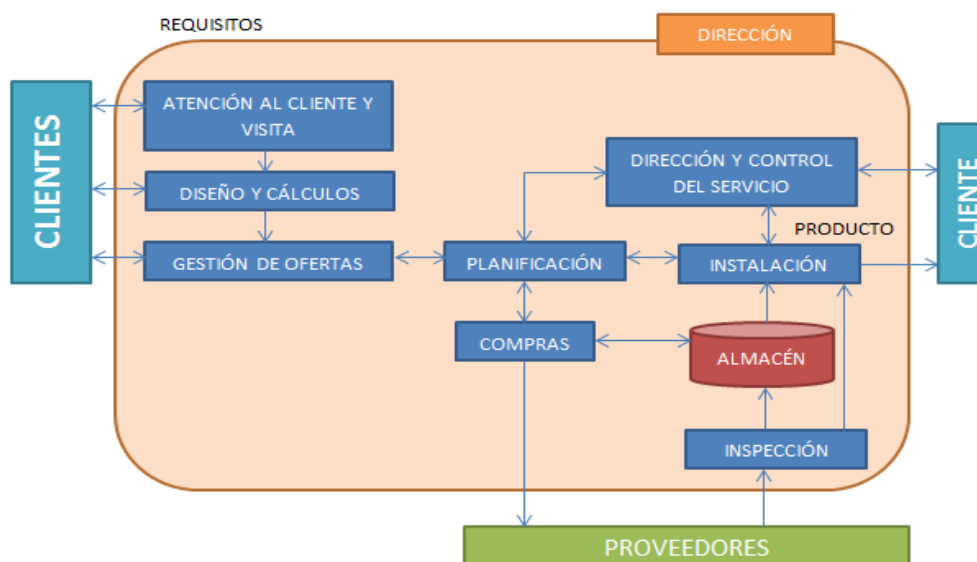 REQUISITOS
DIRECCIÓN
CLIENTES
ATENCIÓN AL CLIENTE Y
VISITA
DISEÑO Y CÁLCULOS
GESTIÓN DE OFERTAS
PLANIFICACIÓN
COMPRAS
DIRECCIÓN Y CONTROL
DEL SERVICIO
PRODUCTO
INSTALACIÓN
ALMACÉN
INSPECCIÓN
CLIENTE
PROVEEDORES